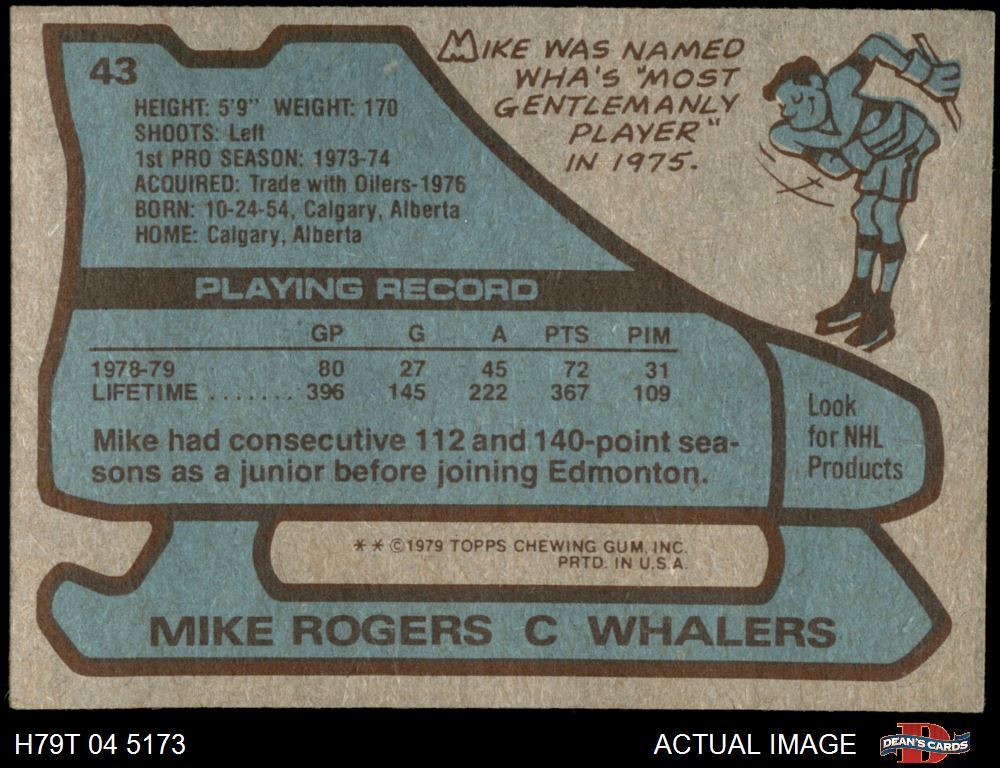 43
HEIGHT: 5'9" WEIGHT: 170
SHOOTS: Left
1st PRO SEASON: 1973-74
ACQUIRED: Trade with Oilers-1976
BORN: 10-24-54, Calgary, Alberta
HOME: Calgary, Alberta
MIKE WAS NAMED
WHA'S "MOST
GENTLEMANLY
PLAYER"
IN 1975.
PLAYING RECORD
GP G A PTS PIM
1978-79 80 27 45 72 31
LIFETIME ....... 396 145 222 367 109
Mike had consecutive 112 and 140-point sea-
sons as a junior before joining Edmonton.
Look
for NHL
Products
* * ©1979 TOPPS CHEWING GUM, INC.
PRTD. IN U.S.A.
MIKE ROGERS C WHALERS
H79T 04 5173
ACTUAL IMAGE
D
DEAN'S CARDS